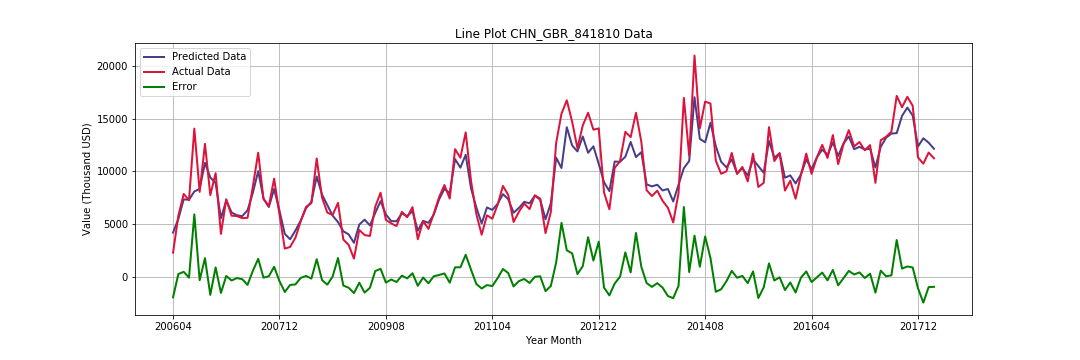 Line Plot CHN_GBR_841810 Data
Predicted Data
Actual Data
Error
Value (Thousand USD)
20000
15000
10000
5000
0
200604
200712
200908
201104
201212
201408
201604
201712
Year Month